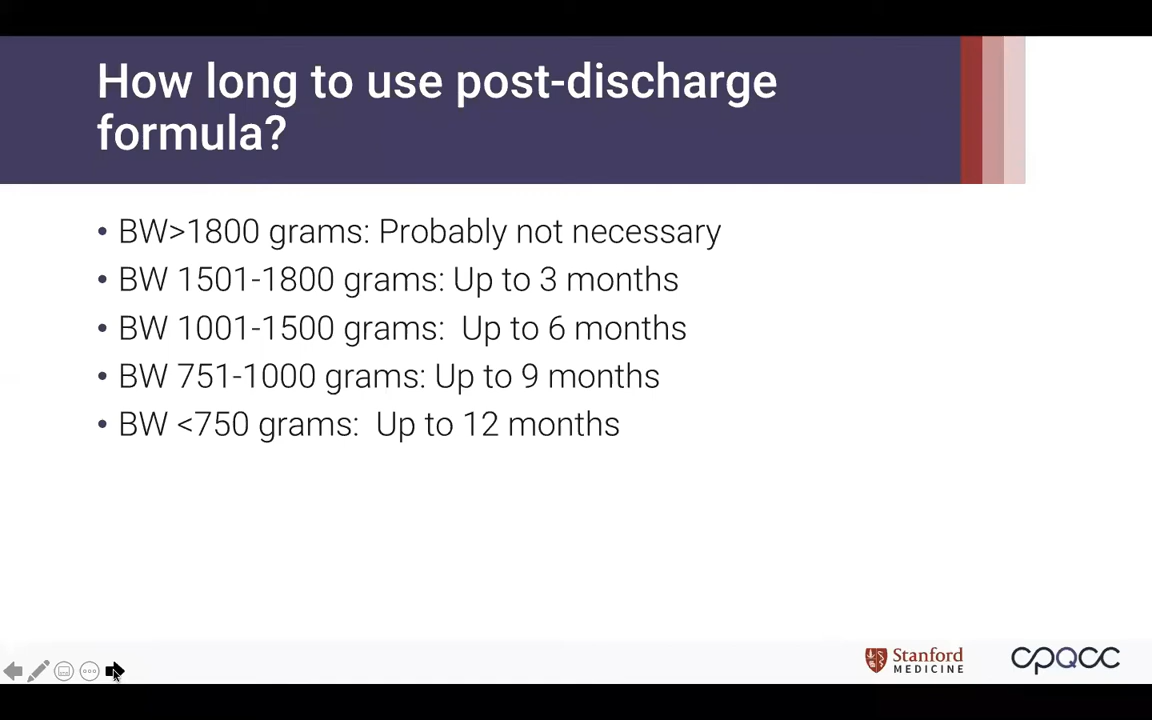 How long to use post-discharge
formula?
• BW>1800 grams: Probably not necessary
• BW 1501-1800 grams: Up to 3 months
• BW 1001-1500 grams:  Up to 6 months
• BW 751-1000 grams: Up to 9 months
• BW <750 grams:  Up to 12 months
Stanford
MEDICINE
cpqcc